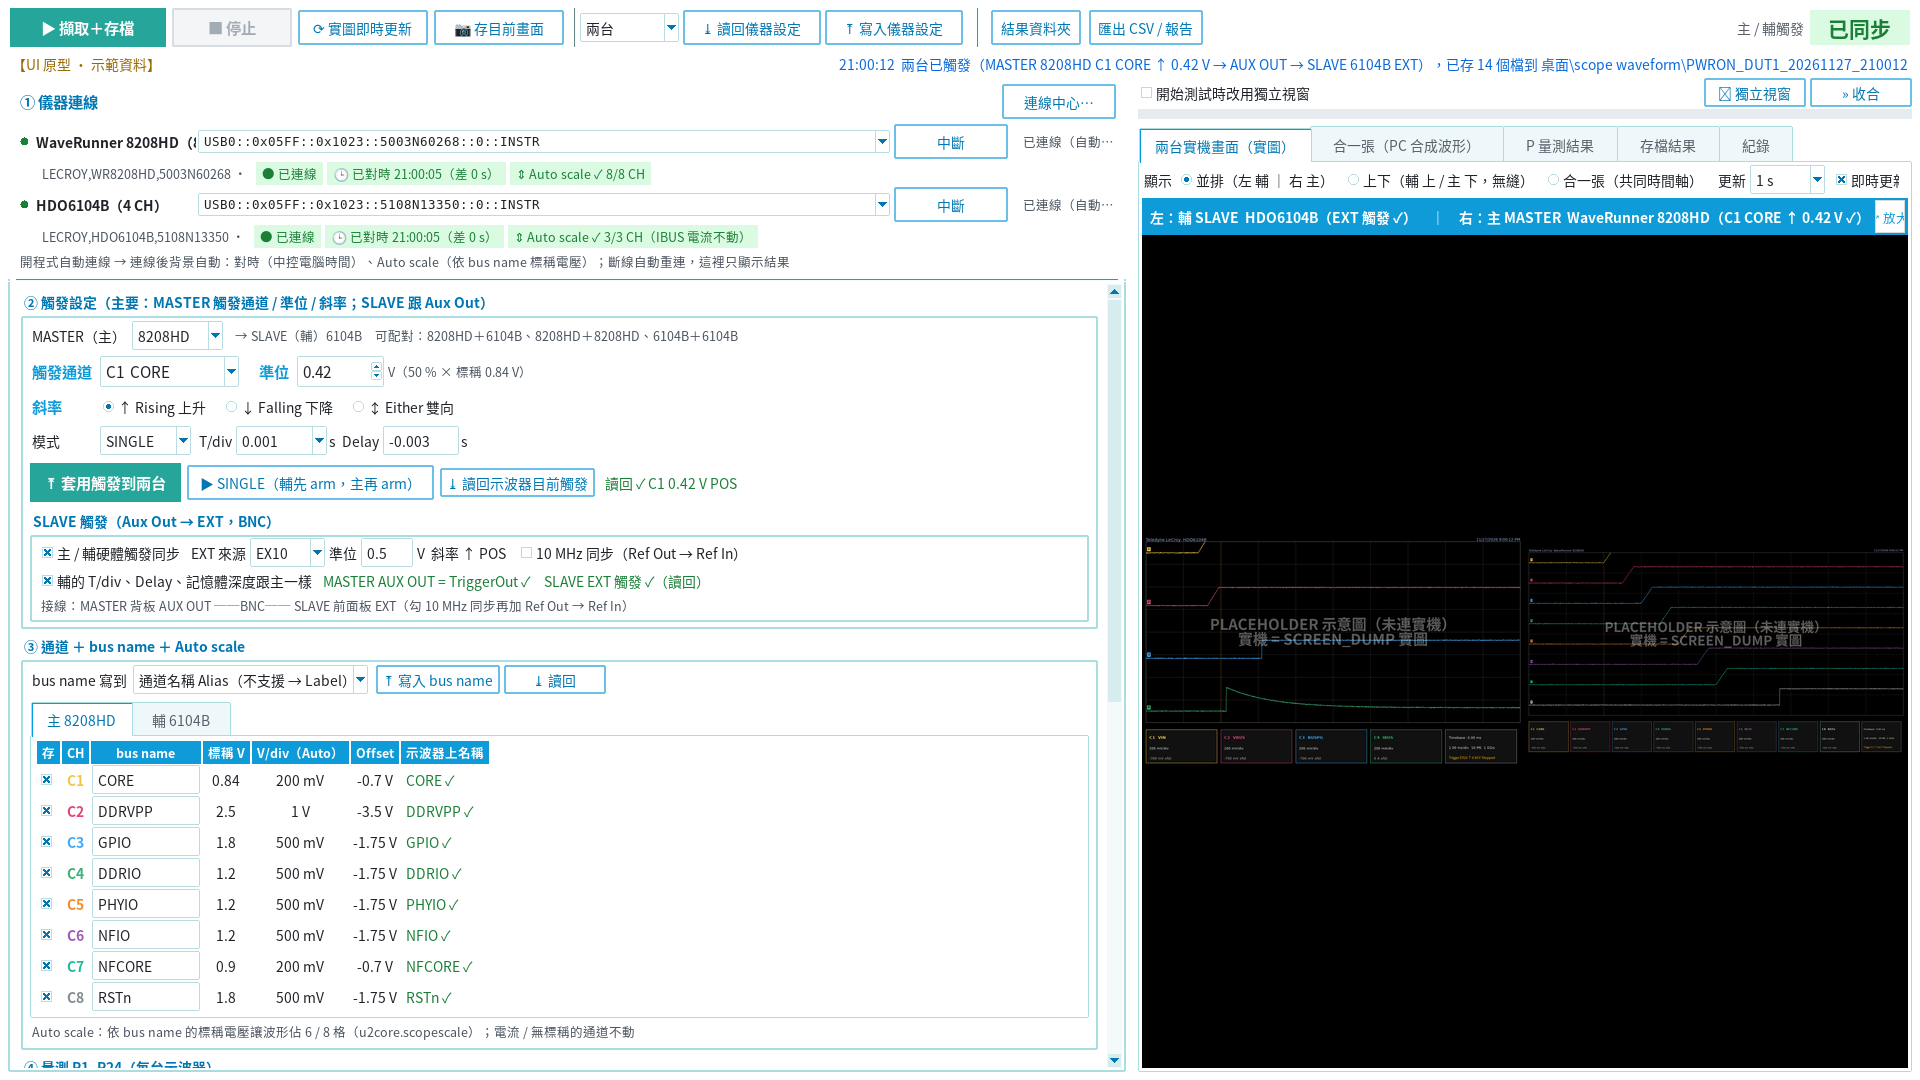 ▶ 擷取＋存檔
■ 停止
⟳ 實圖即時更新
📷 存目前畫面
兩台
⤓ 讀回儀器設定
⤒ 寫入儀器設定
結果資料夾
匯出 CSV / 報告
主 / 輔觸發
已同步
【UI 原型 · 示範資料】
21:00:12 兩台已觸發（MASTER 8208HD C1 CORE ↑ 0.42 V → AUX OUT → SLAVE 6104B EXT），已存 14 個檔到 桌面\scope waveform\PWRON_DUT1_20261127_210012
① 儀器連線
連線中心…
WaveRunner 8208HD（8
USB0::0x05FF::0x1023::5003N60268::0::INSTR
中斷
已連線（自動…
LECROY,WR8208HD,5003N60268 ·
● 已連線
🕒 已對時 21:00:05（差 0 s）
⇕ Auto scale ✓ 8/8 CH
HDO6104B（4 CH）
USB0::0x05FF::0x1023::5108N13350::0::INSTR
中斷
已連線（自動…
LECROY,HDO6104B,5108N13350 ·
● 已連線
🕒 已對時 21:00:05（差 0 s）
⇕ Auto scale ✓ 3/3 CH（IBUS 電流不動）
開程式自動連線 → 連線後背景自動：對時（中控電腦時間）、Auto scale（依 bus name 標稱電壓）；斷線自動重連，這裡只顯示結果
② 觸發設定（主要：MASTER 觸發通道 / 準位 / 斜率；SLAVE 跟 Aux Out）
MASTER（主）
8208HD
→ SLAVE（輔）6104B 可配對：8208HD＋6104B、8208HD＋8208HD、6104B＋6104B
觸發通道
C1 CORE
準位
0.42
V（50 % × 標稱 0.84 V）
斜率
↑ Rising 上升
↓ Falling 下降
↕ Either 雙向
模式
SINGLE
T/div
0.001
s
Delay
-0.003
s
⤒ 套用觸發到兩台
▶ SINGLE（輔先 arm，主再 arm）
⤓ 讀回示波器目前觸發
讀回 ✓ C1 0.42 V POS
SLAVE 觸發（Aux Out → EXT，BNC）
主 / 輔硬體觸發同步
EXT 來源
EX10
準位
0.5
V 斜率 ↑ POS
10 MHz 同步（Ref Out → Ref In）
輔的 T/div、Delay、記憶體深度跟主一樣
MASTER AUX OUT = TriggerOut ✓
SLAVE EXT 觸發 ✓（讀回）
接線：MASTER 背板 AUX OUT ──BNC── SLAVE 前面板 EXT（勾 10 MHz 同步再加 Ref Out → Ref In）
③ 通道 ＋ bus name ＋ Auto scale
bus name 寫到
通道名稱 Alias（不支援 → Label）
⤒ 寫入 bus name
⤓ 讀回
主 8208HD
輔 6104B
存 CH bus name 標稱 V V/div（Auto） Offset 示波器上名稱
C1 CORE 0.84 200 mV -0.7 V CORE ✓
C2 DDRVPP 2.5 1 V -3.5 V DDRVPP ✓
C3 GPIO 1.8 500 mV -1.75 V GPIO ✓
C4 DDRIO 1.2 500 mV -1.75 V DDRIO ✓
C5 PHYIO 1.2 500 mV -1.75 V PHYIO ✓
C6 NFIO 1.2 500 mV -1.75 V NFIO ✓
C7 NFCORE 0.9 200 mV -0.7 V NFCORE ✓
C8 RSTn 1.8 500 mV -1.75 V RSTn ✓
Auto scale：依 bus name 的標稱電壓讓波形佔 6 / 8 格（u2core.scopescale）；電流 / 無標稱的通道不動
④ 量測 P1–P24（每台示波器）
開始測試時改用獨立視窗
獨立視窗
» 收合
兩台實機畫面（實圖）
合一張（PC 合成波形）
P 量測結果
存檔結果
紀錄
顯示
並排（左 輔 ｜ 右 主）
上下（輔 上 / 主 下，無縫）
合一張（共同時間軸）
更新
1 s
即時更新
左：輔 SLAVE HDO6104B（EXT 觸發 ✓） ｜ 右：主 MASTER WaveRunner 8208HD（C1 CORE ↑ 0.42 V ✓）
放大
PLACEHOLDER 示意圖（未連實機）
實機 = SCREEN_DUMP 實圖
PLACEHOLDER 示意圖（未連實機）
實機 = SCREEN_DUMP 實圖